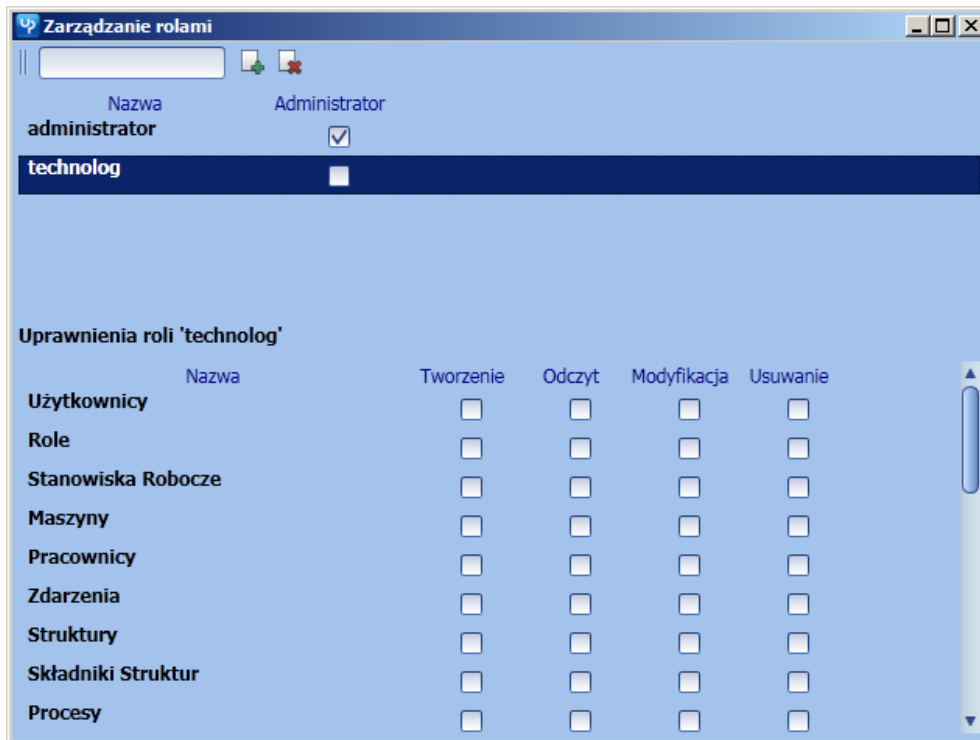 UP Zarządzanie rolami
Nazwa Administrator
administrator
technolog
Uprawnienia roli 'technolog'
Nazwa Tworzenie Odczyt Modyfikacja Usuwanie
Użytkownicy
Role
Stanowiska Robocze
Maszyny
Pracownicy
Zdarzenia
Struktury
Składniki Struktur
Procesy